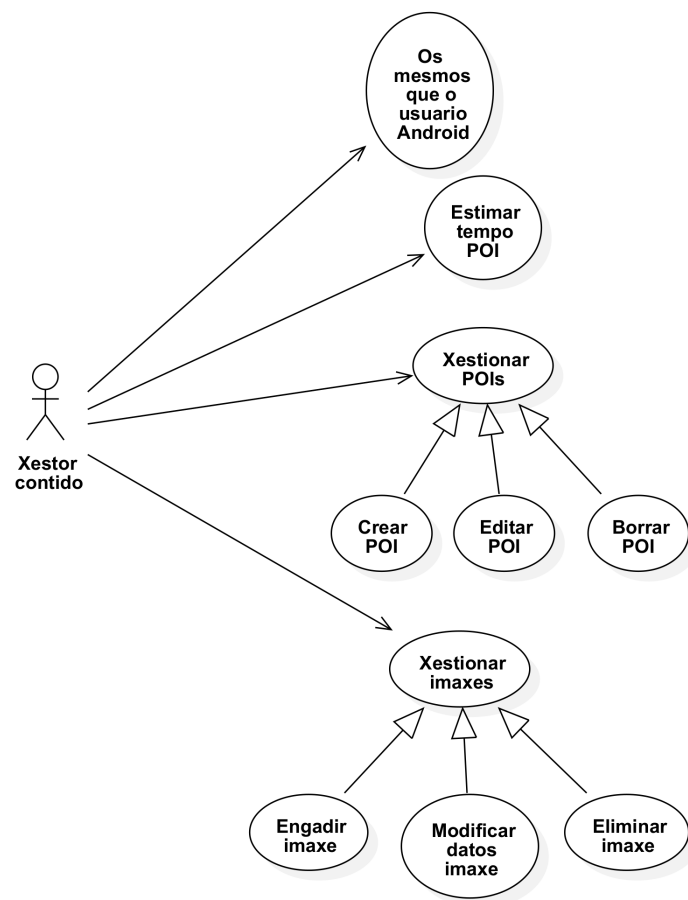 Os
mesmos
que o
usuario
Android
Estimar
tempo
POI
Xestionar
POIs
Xestor
contido
Crear
POI
Editar
POI
Borrar
POI
Xestionar
imaxes
Engadir
imaxe
Modificar
datos
imaxe
Eliminar
imaxe